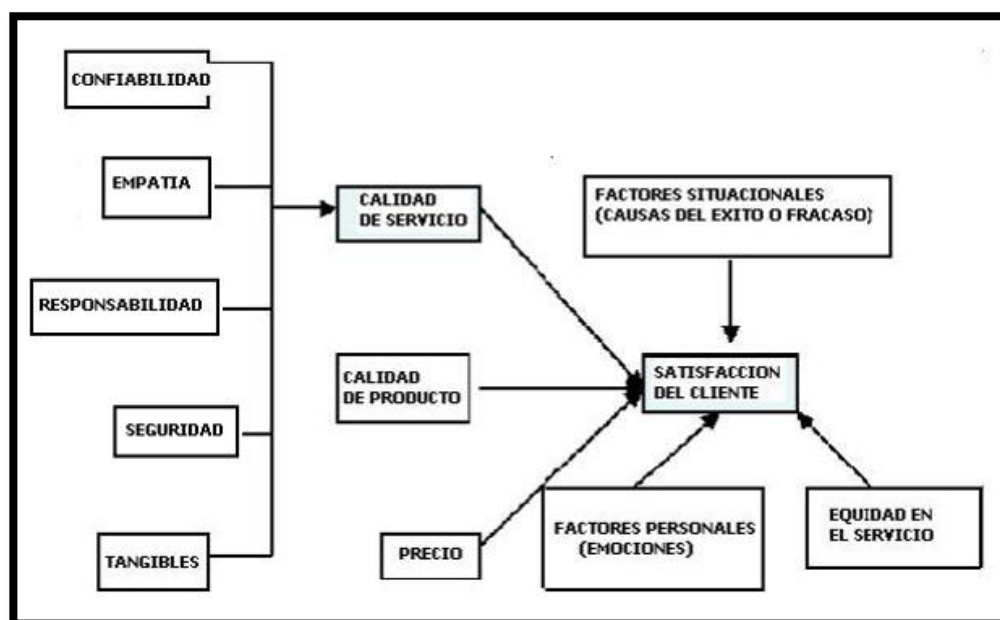 CONFIABILIDAD
EMPATIA
RESPONSABILIDAD
SEGURIDAD
TANGIBLES
CALIDAD
DE SERVICIO
CALIDAD
DE PRODUCTO
PRECIO
FACTORES SITUACIONALES
(CAUSAS DEL EXITO O FRACASO)
SATISFACCION
DEL CLIENTE
FACTORES PERSONALES
(EMOCIONES)
EQUIDAD EN
EL SERVICIO